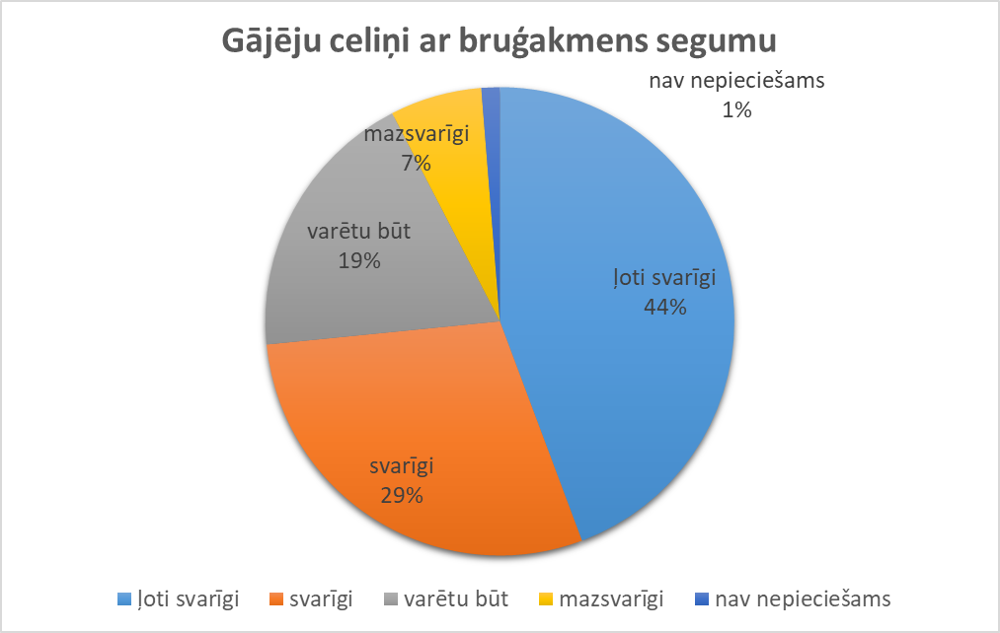 Gājēju celiņi ar bruģakmens segumu
nav nepieciešams
1%
mazsvarīgi
7%
varētu būt
19%
ļoti svarīgi
44%
svarīgi
29%
ļoti svarīgi svarīgi varētu būt mazsvarīgi nav nepieciešams